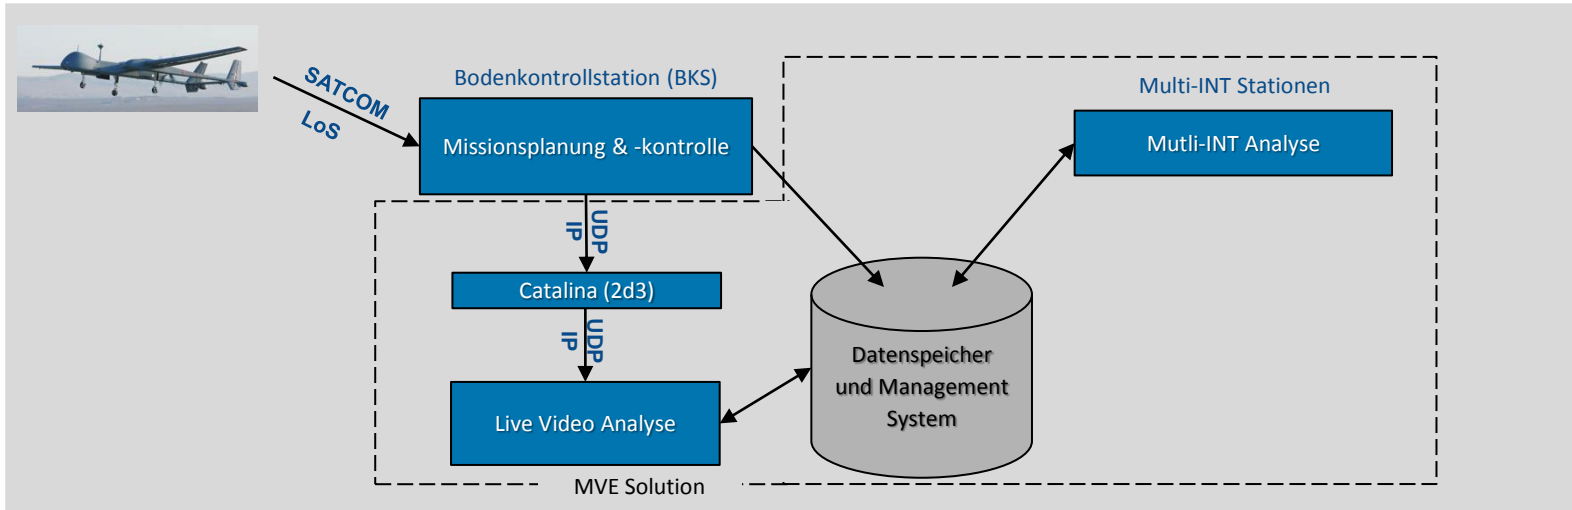 SATCOM
LoS
Bodenkontrollstation (BKS)
Missionsplanung & -kontrolle
Multi-INT Stationen
Mutli-INT Analyse
UDP
IP
Catalina (2d3)
UDP
IP
Live Video Analyse
Datenspeicher
und Management
System
MVE Solution